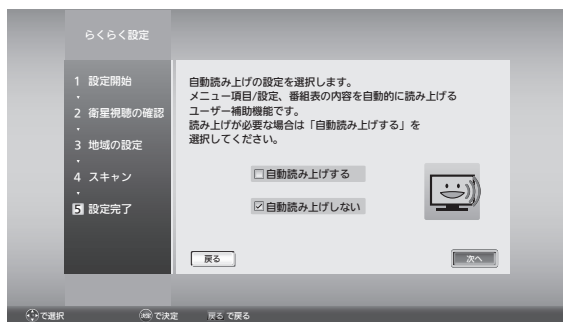 らくらく設定
1 設定開始
2 衛星視聴の確認
3 地域の設定
4 スキャン
5 設定完了
自動読み上げの設定を選択します。
メニュー項目/設定、番組表の内容を自動的に読み上げる
ユーザー補助機能です。
読み上げが必要な場合は「自動読み上げする」を
選択してください。
自動読み上げする
自動読み上げしない
戻る
次へ
で選択
決定 で決定
戻る で戻る